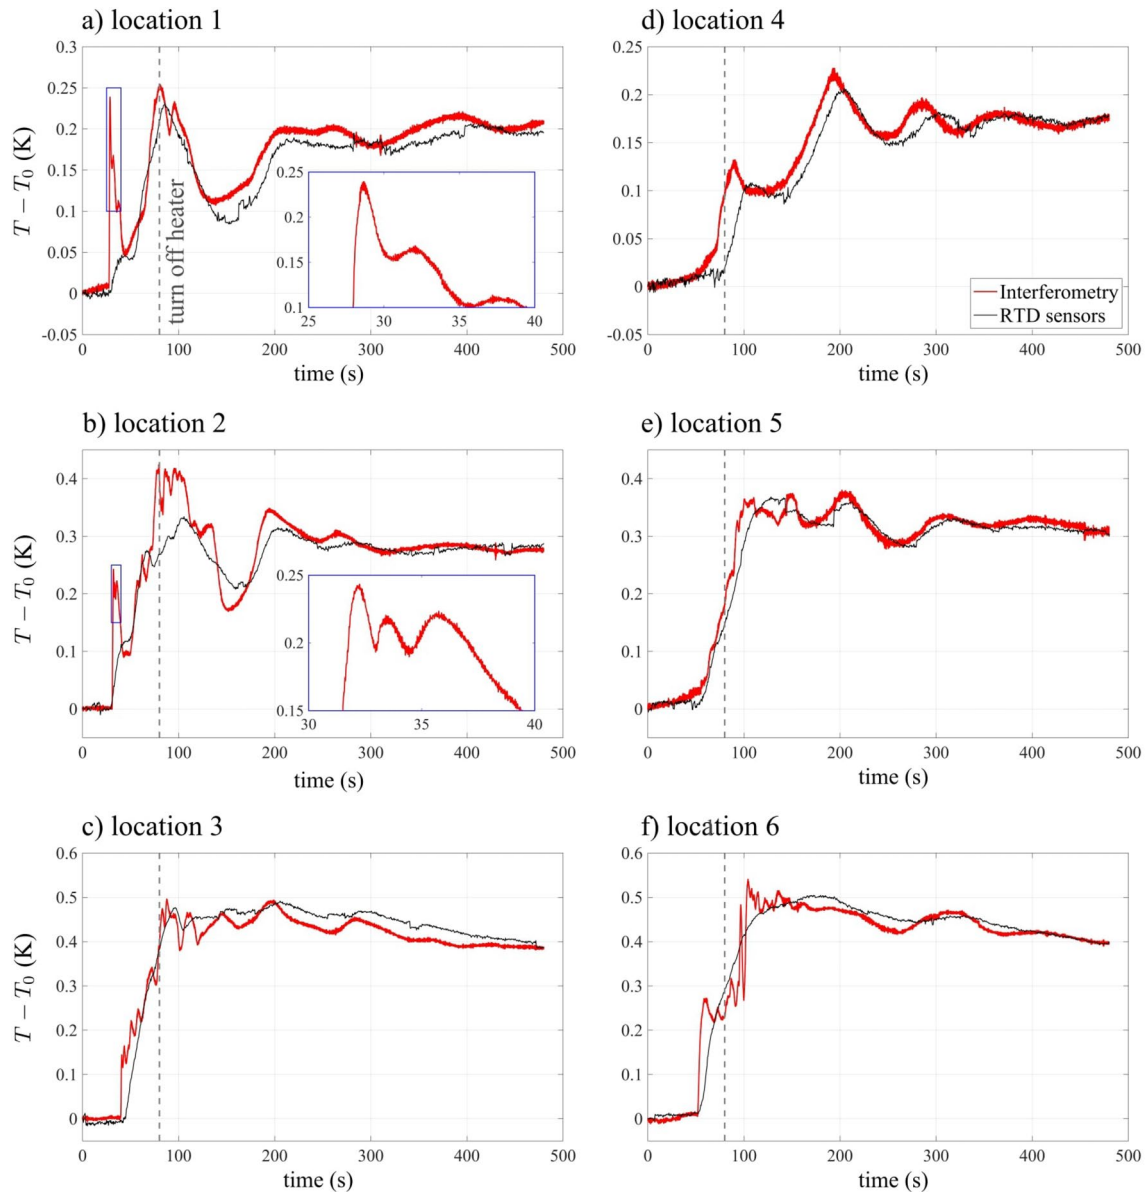 a) location 1
0.3
0.25
0.2
0.15
0.1
0.05
0
-0.05
T − T₀ (K)
turn off heater
0.25
0.2
0.15
0.1
25 30 35 40
0 100 200 300 400 500
time (s)
d) location 4
0.25
0.2
0.15
0.1
0.05
0
-0.05
T − T₀ (K)
Interferometry
RTD sensors
0 100 200 300 400 500
time (s)
b) location 2
0.4
0.3
0.2
0.1
0
T − T₀ (K)
0.25
0.2
0.15
30 35 40
0 100 200 300 400 500
time (s)
e) location 5
0.4
0.3
0.2
0.1
0
T − T₀ (K)
0 100 200 300 400 500
time (s)
c) location 3
0.6
0.5
0.4
0.3
0.2
0.1
0
T − T₀ (K)
0 100 200 300 400 500
time (s)
f) location 6
0.6
0.5
0.4
0.3
0.2
0.1
0
T − T₀ (K)
0 100 200 300 400 500
time (s)